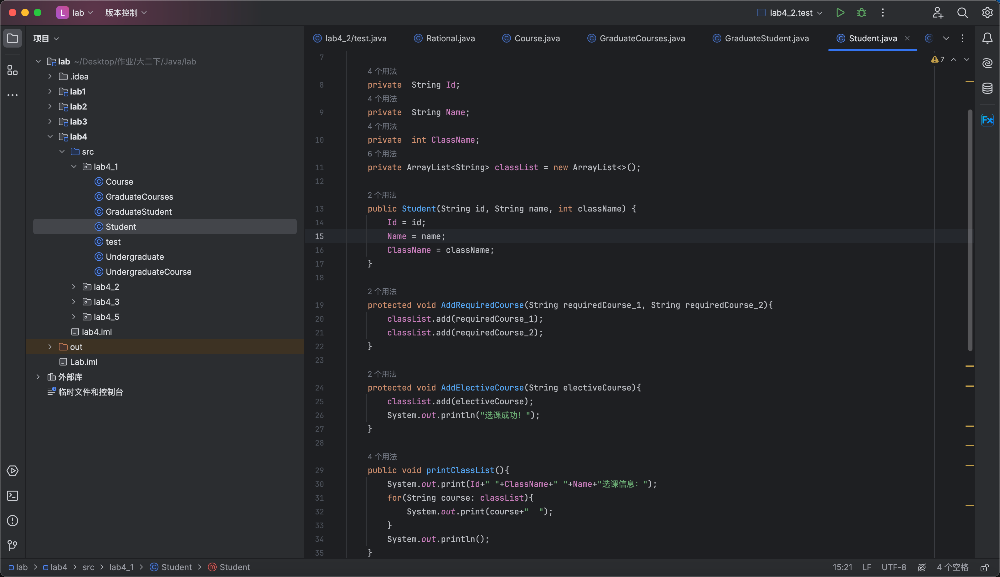 L lab 版本控制 lab4_2.test
项目
lab ~/Desktop/作业/大二下/Java/lab
.idea
lab1
lab2
lab3
lab4
src
lab4_1
Course
GraduateCourses
GraduateStudent
Student
test
Undergraduate
UndergraduateCourse
lab4_2
lab4_3
lab4_5
lab4.iml
out
Lab.iml
外部库
临时文件和控制台
lab4_2/test.java Rational.java Course.java GraduateCourses.java GraduateStudent.java Student.java
7
7
4 个用法
8 private  String Id;
4 个用法
9 private  String Name;
4 个用法
10 private  int ClassName;
6 个用法
11 private ArrayList<String> classList = new ArrayList<>();
12
2 个用法
13 public Student(String id, String name, int className) {
14 Id = id;
15 Name = name;
16 ClassName = className;
17 }
18
2 个用法
19 protected void AddRequiredCourse(String requiredCourse_1, String requiredCourse_2){
20 classList.add(requiredCourse_1);
21 classList.add(requiredCourse_2);
22 }
23
2 个用法
24 protected void AddElectiveCourse(String electiveCourse){
25 classList.add(electiveCourse);
26 System.out.println("选课成功！");
27 }
28
4 个用法
29 public void printClassList(){
30 System.out.print(Id+" "+ClassName+" "+Name+"选课信息：");
31 for(String course: classList){
32 System.out.print(course+"  ");
33 }
34 System.out.println();
35 }
Fx
lab > lab4 > src > lab4_1 > Student > Student
15:21 LF UTF-8 4 个空格